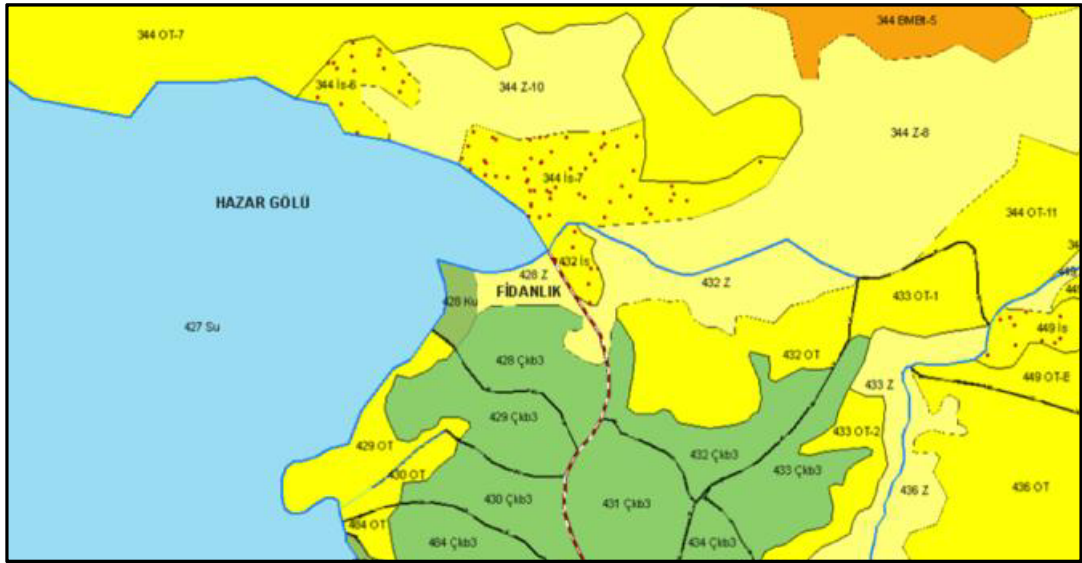 344 OT-7
344 BMBt-5
344 İs-6
344 Z-10
344 Z-8
344 İs-7
HAZAR GÖLÜ
344 OT-11
432 İs
428 Z
432 Z
FİDANLIK
433 OT-1
428 Ku
427 Su
449 İs
428 Çkb3
432 OT
433 Z
449 OT-E
429 Çkb3
433 OT-2
429 OT
432 Çkb3
430 OT
433 Çkb3
436 OT
436 Z
430 Çkb3
431 Çkb3
484 OT
484 Çkb3
434 Çkb3